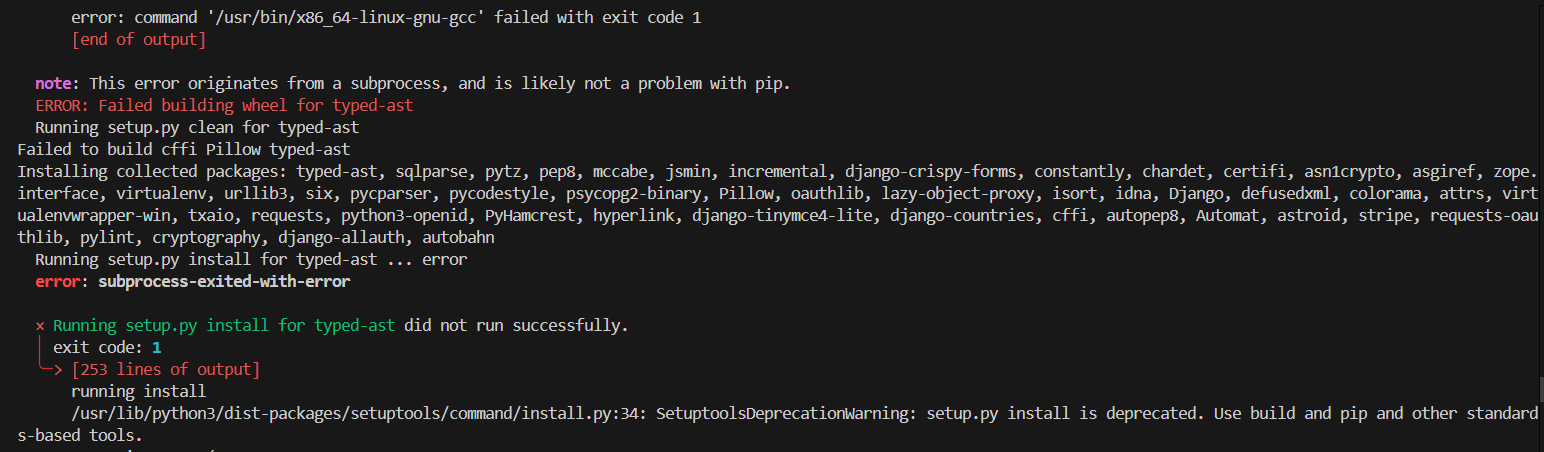 error: command '/usr/bin/x86_64-linux-gnu-gcc' failed with exit code 1
[end of output]
note: This error originates from a subprocess, and is likely not a problem with pip.
ERROR: Failed building wheel for typed-ast
Running setup.py clean for typed-ast
Failed to build cffi Pillow typed-ast
Installing collected packages: typed-ast, sqlparse, pytz, pep8, mccabe, jsmin, incremental, django-crispy-forms, constantly, chardet, certifi, asn1crypto, asgiref, zope.
interface, virtualenv, urllib3, six, pycparser, pycodestyle, psycopg2-binary, Pillow, oauthlib, lazy-object-proxy, isort, idna, Django, defusedxml, colorama, attrs, virt
ualenvwrapper-win, txaio, requests, python3-openid, PyHamcrest, hyperlink, django-tinymce4-lite, django-countries, cffi, autopep8, Automat, astroid, stripe, requests-oau
thlib, pylint, cryptography, django-allauth, autobahn
Running setup.py install for typed-ast ... error
error: subprocess-exited-with-error
× Running setup.py install for typed-ast did not run successfully.
│ exit code: 1
╰─> [253 lines of output]
running install
/usr/lib/python3/dist-packages/setuptools/command/install.py:34: SetuptoolsDeprecationWarning: setup.py install is deprecated. Use build and pip and other standard
s-based tools.